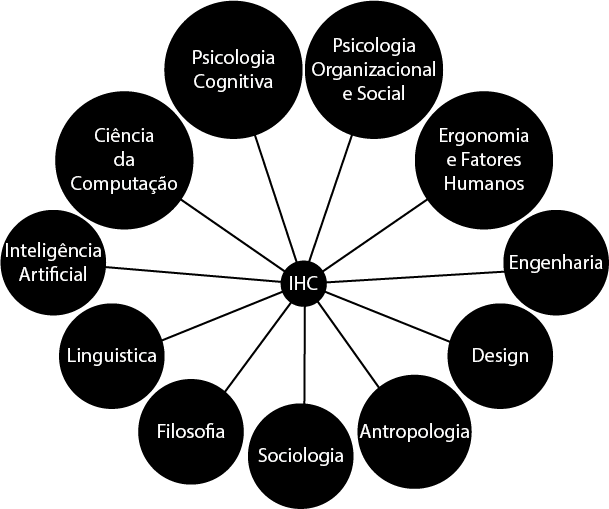 Psicologia
Cognitiva
Psicologia
Organizacional
e Social
Ciência
da
Computação
Ergonomia
e Fatores
Humanos
Inteligência
Artificial
IHC
Engenharia
Linguistica
Design
Filosofia
Sociologia
Antropologia